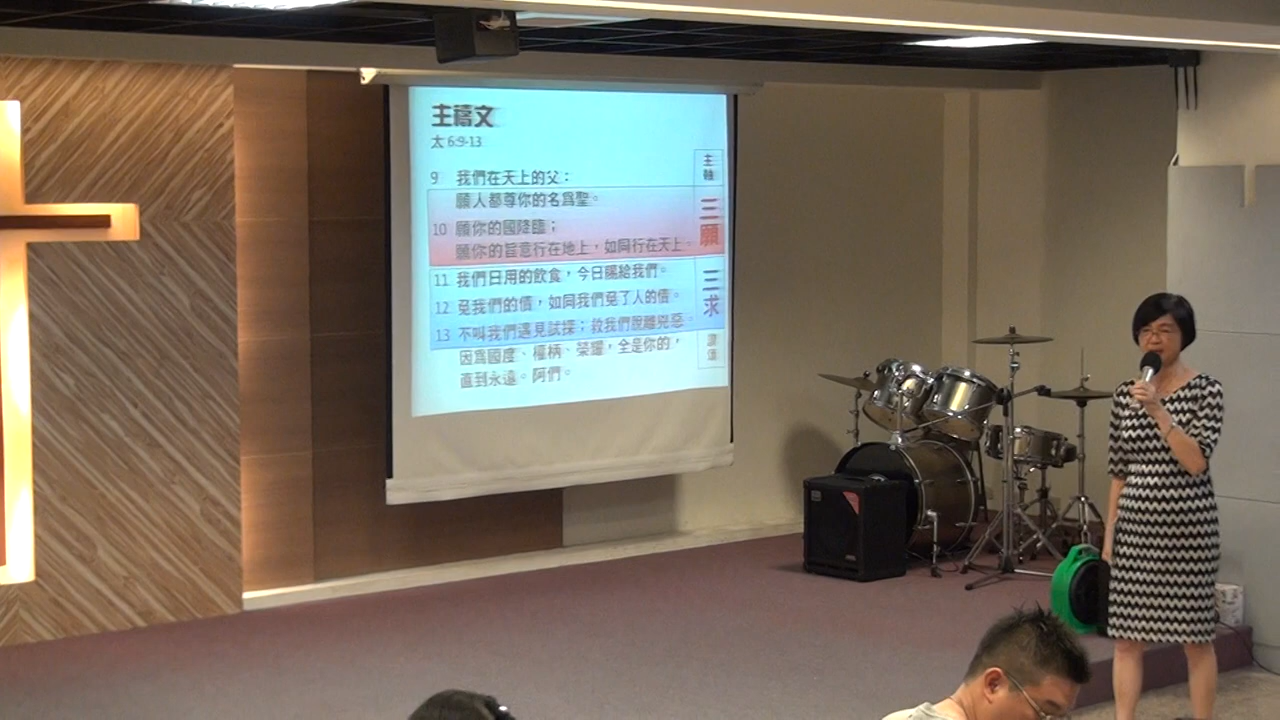 主禱文
太 6:9-13
主軸
9 我們在天上的父：
願人都尊你的名為聖。
10 願你的國降臨；
願你的旨意行在地上，如同行在天上。
三願
11 我們日用的飲食，今日賜給我們。
12 免我們的債，如同我們免了人的債。
13 不叫我們遇見試探；救我們脫離兇惡。
三求
因為國度、權柄、榮耀，全是你的，
直到永遠。阿們。